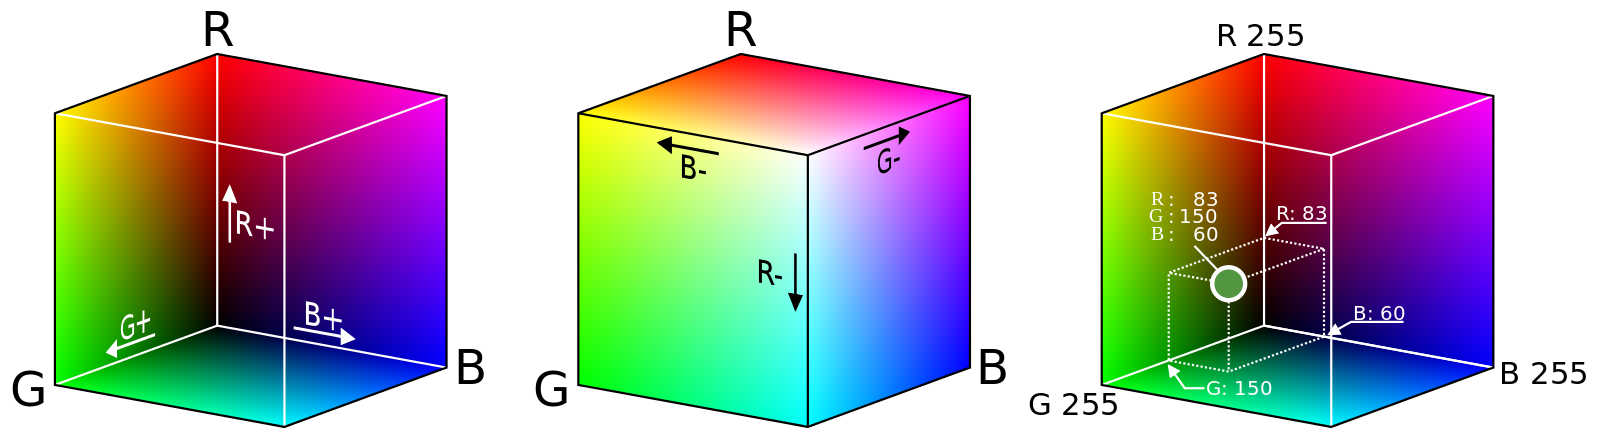 R
R+
G+
B+
G
B
R
B-
G-
R-
G
B
R 255
R: 83
G: 150
B: 60
R: 83
B: 60
G: 150
G 255
B 255